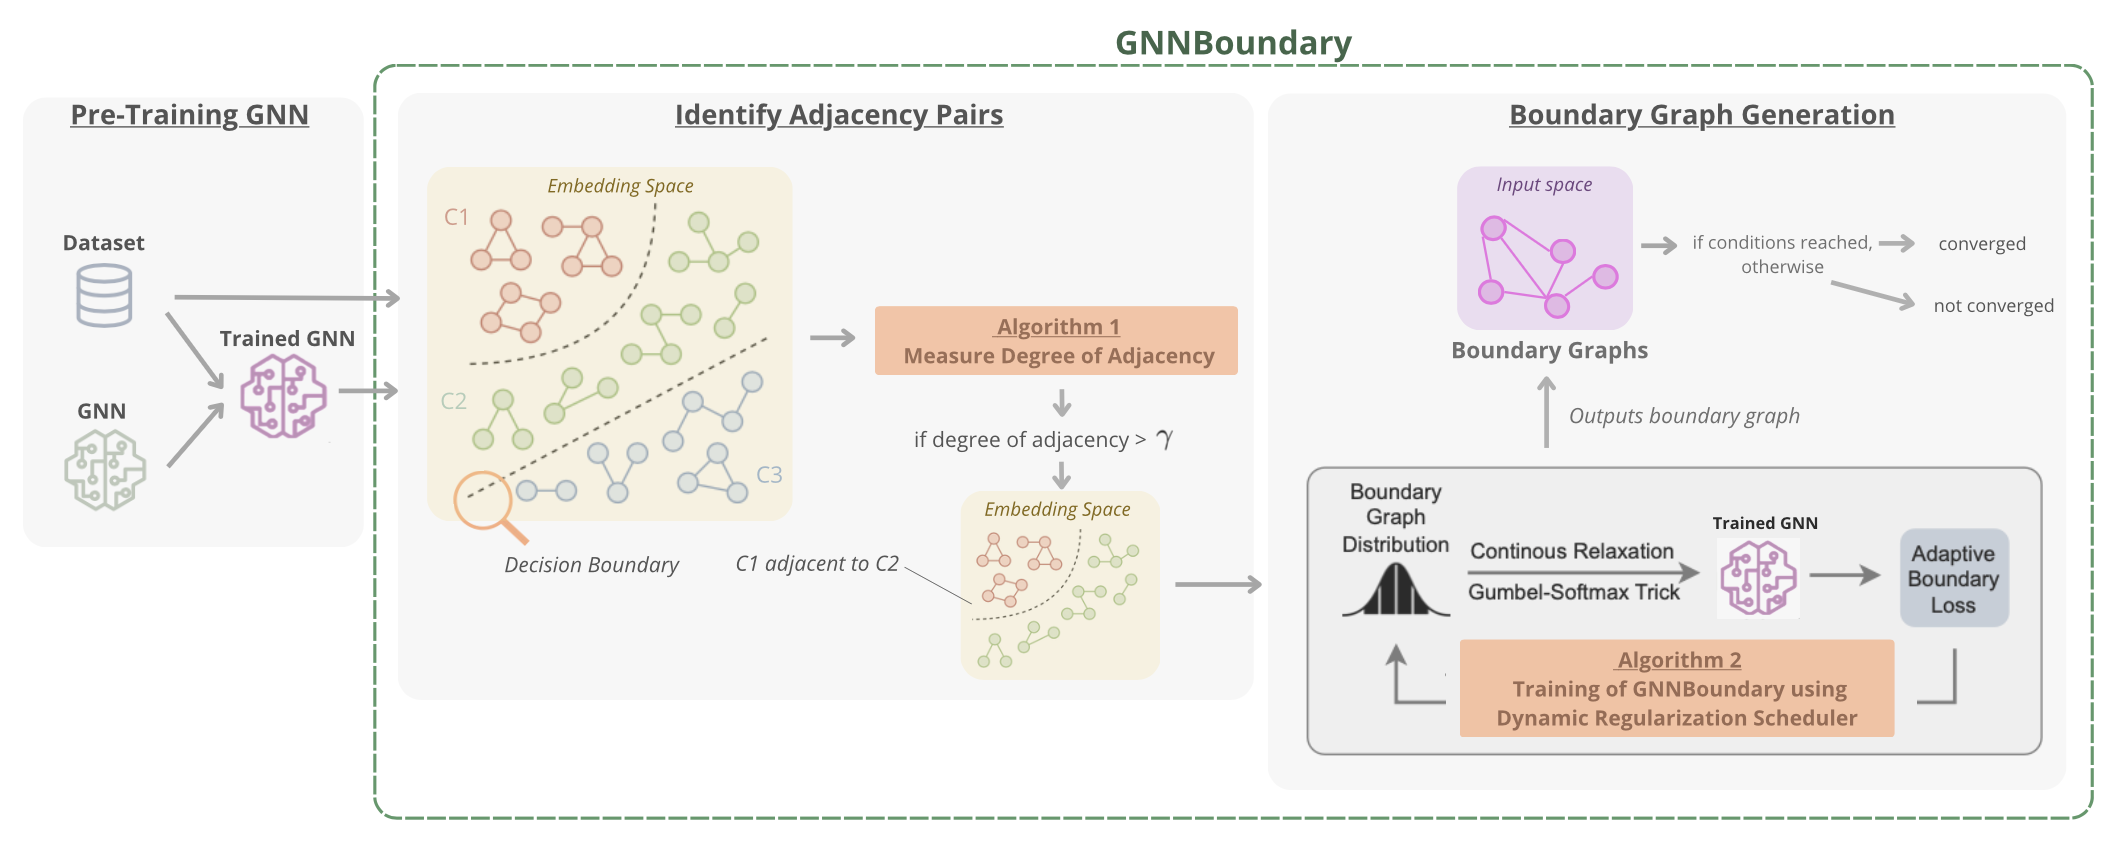 GNNBoundary
Pre-Training GNN
Dataset
Trained GNN
GNN
Identify Adjacency Pairs
Embedding Space
C1
C2
C3
Decision Boundary
Algorithm 1
Measure Degree of Adjacency
if degree of adjacency > γ
Embedding Space
C1 adjacent to C2
Boundary Graph Generation
Input space
if conditions reached,
otherwise
converged
not converged
Boundary Graphs
Outputs boundary graph
Boundary
Graph
Distribution
Continous Relaxation
Gumbel-Softmax Trick
Trained GNN
Adaptive
Boundary
Loss
Algorithm 2
Training of GNNBoundary using
Dynamic Regularization Scheduler